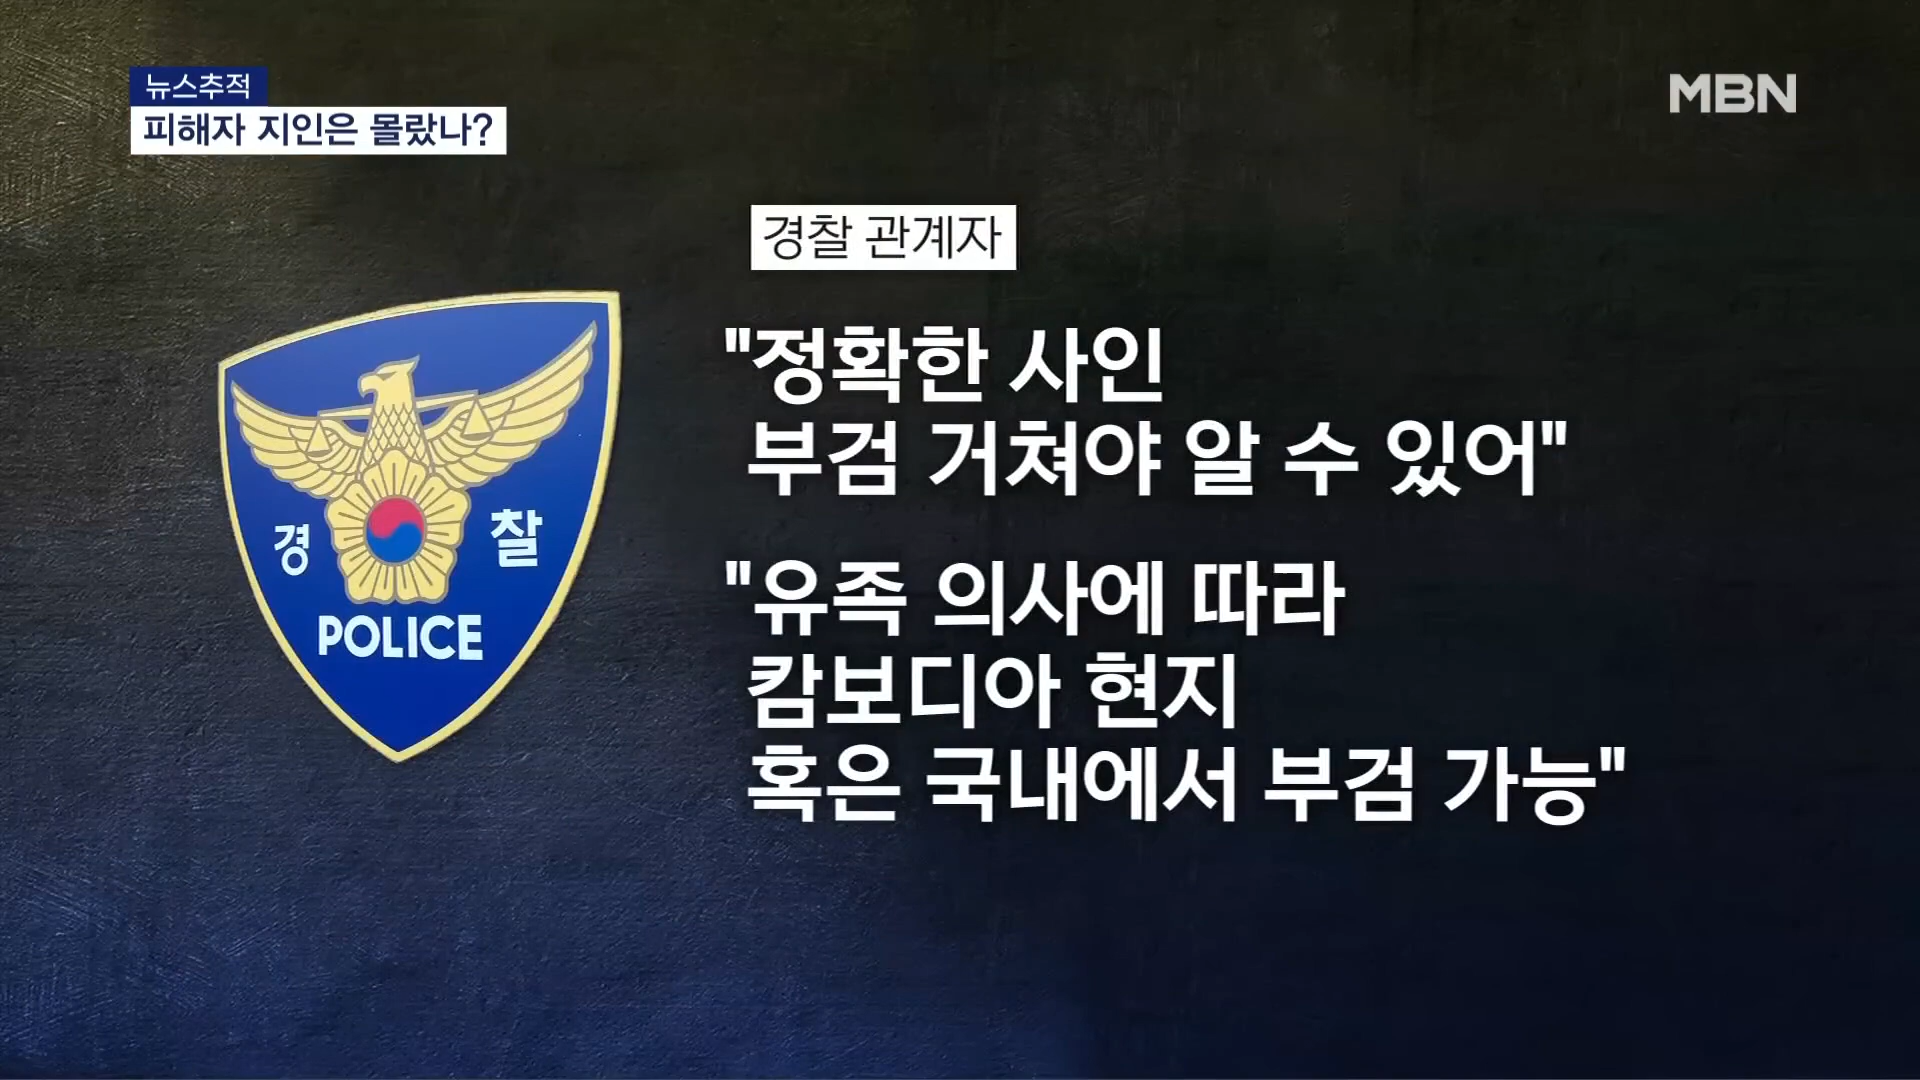 뉴스추적
피해자 지인은 몰랐나?
MBN
경찰 관계자
"정확한 사인
부검 거쳐야 알 수 있어"
"유족 의사에 따라
캄보디아 현지
혹은 국내에서 부검 가능"
경 찰
POLICE